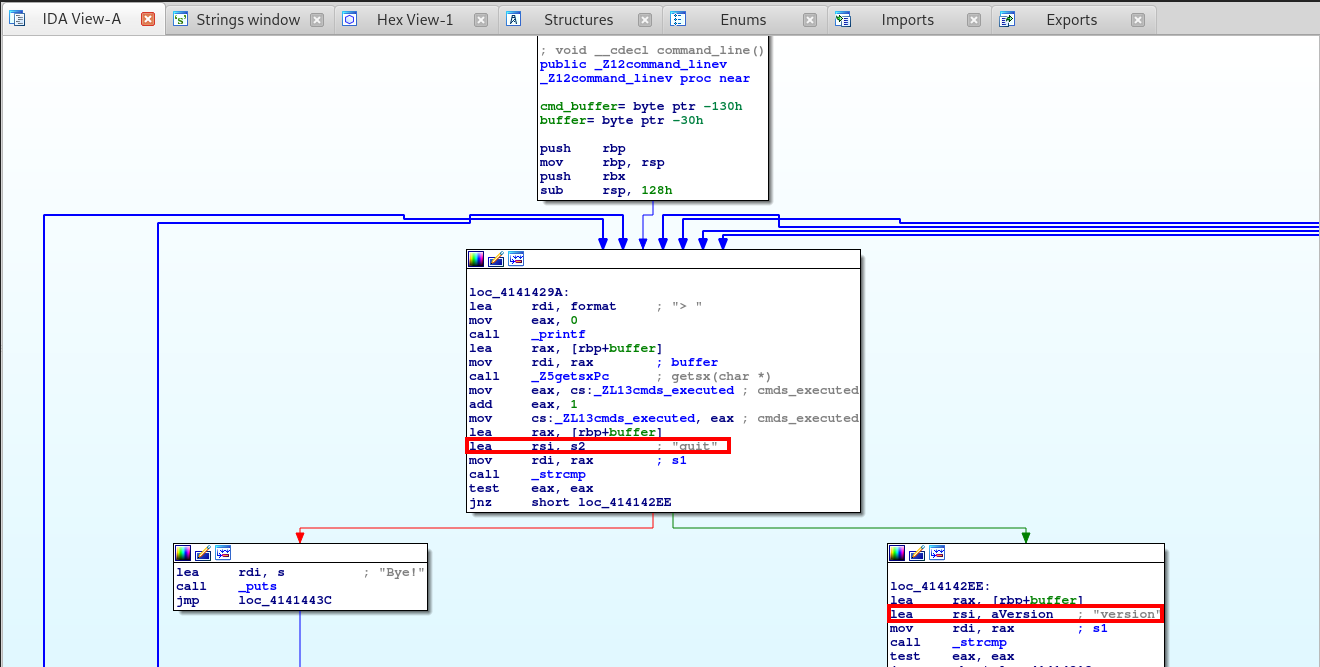 IDA View-A Strings window Hex View-1 Structures Enums Imports Exports
; void __cdecl command_line()
public _Z12command_linev
_Z12command_linev proc near
cmd_buffer= byte ptr -130h
buffer= byte ptr -30h
push rbp
mov rbp, rsp
push rbx
sub rsp, 128h
loc_4141429A:
lea rdi, format ; "> "
mov eax, 0
call _printf
lea rax, [rbp+buffer]
mov rdi, rax ; buffer
call _Z5getsxPc ; getsx(char *)
mov eax, cs:_ZL13cmds_executed ; cmds_executed
add eax, 1
mov cs:_ZL13cmds_executed, eax ; cmds_executed
lea rax, [rbp+buffer]
lea rsi, s2 ; "quit"
mov rdi, rax ; s1
call _strcmp
test eax, eax
jnz short loc_414142EE
lea rdi, s ; "Bye!"
call _puts
jmp loc_4141443C
loc_414142EE:
lea rax, [rbp+buffer]
lea rsi, aVersion ; "version"
mov rdi, rax ; s1
call _strcmp
test eax, eax